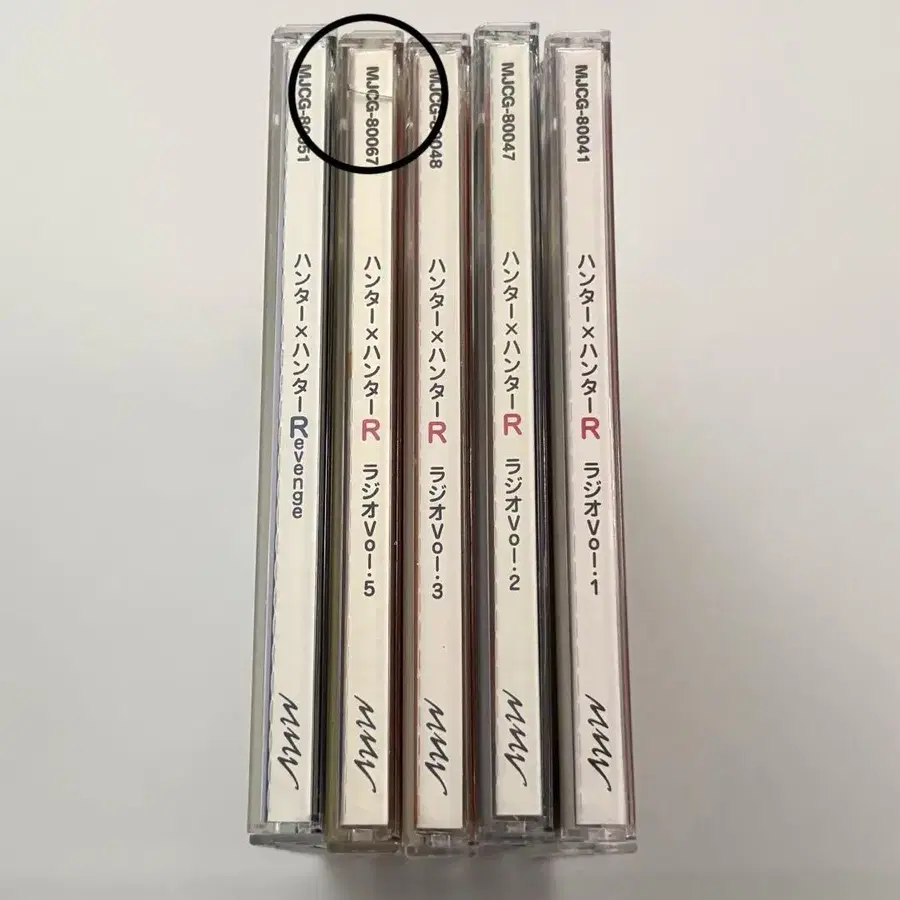 MJCG-80051 ハンター×ハンターRevenge
MJCG-80067 ハンター×ハンターR ラジオVol.5
MJCG-80048 ハンター×ハンターR ラジオVol.3
MJCG-80047 ハンター×ハンターR ラジオVol.2
MJCG-80041 ハンター×ハンターR ラジオVol.1